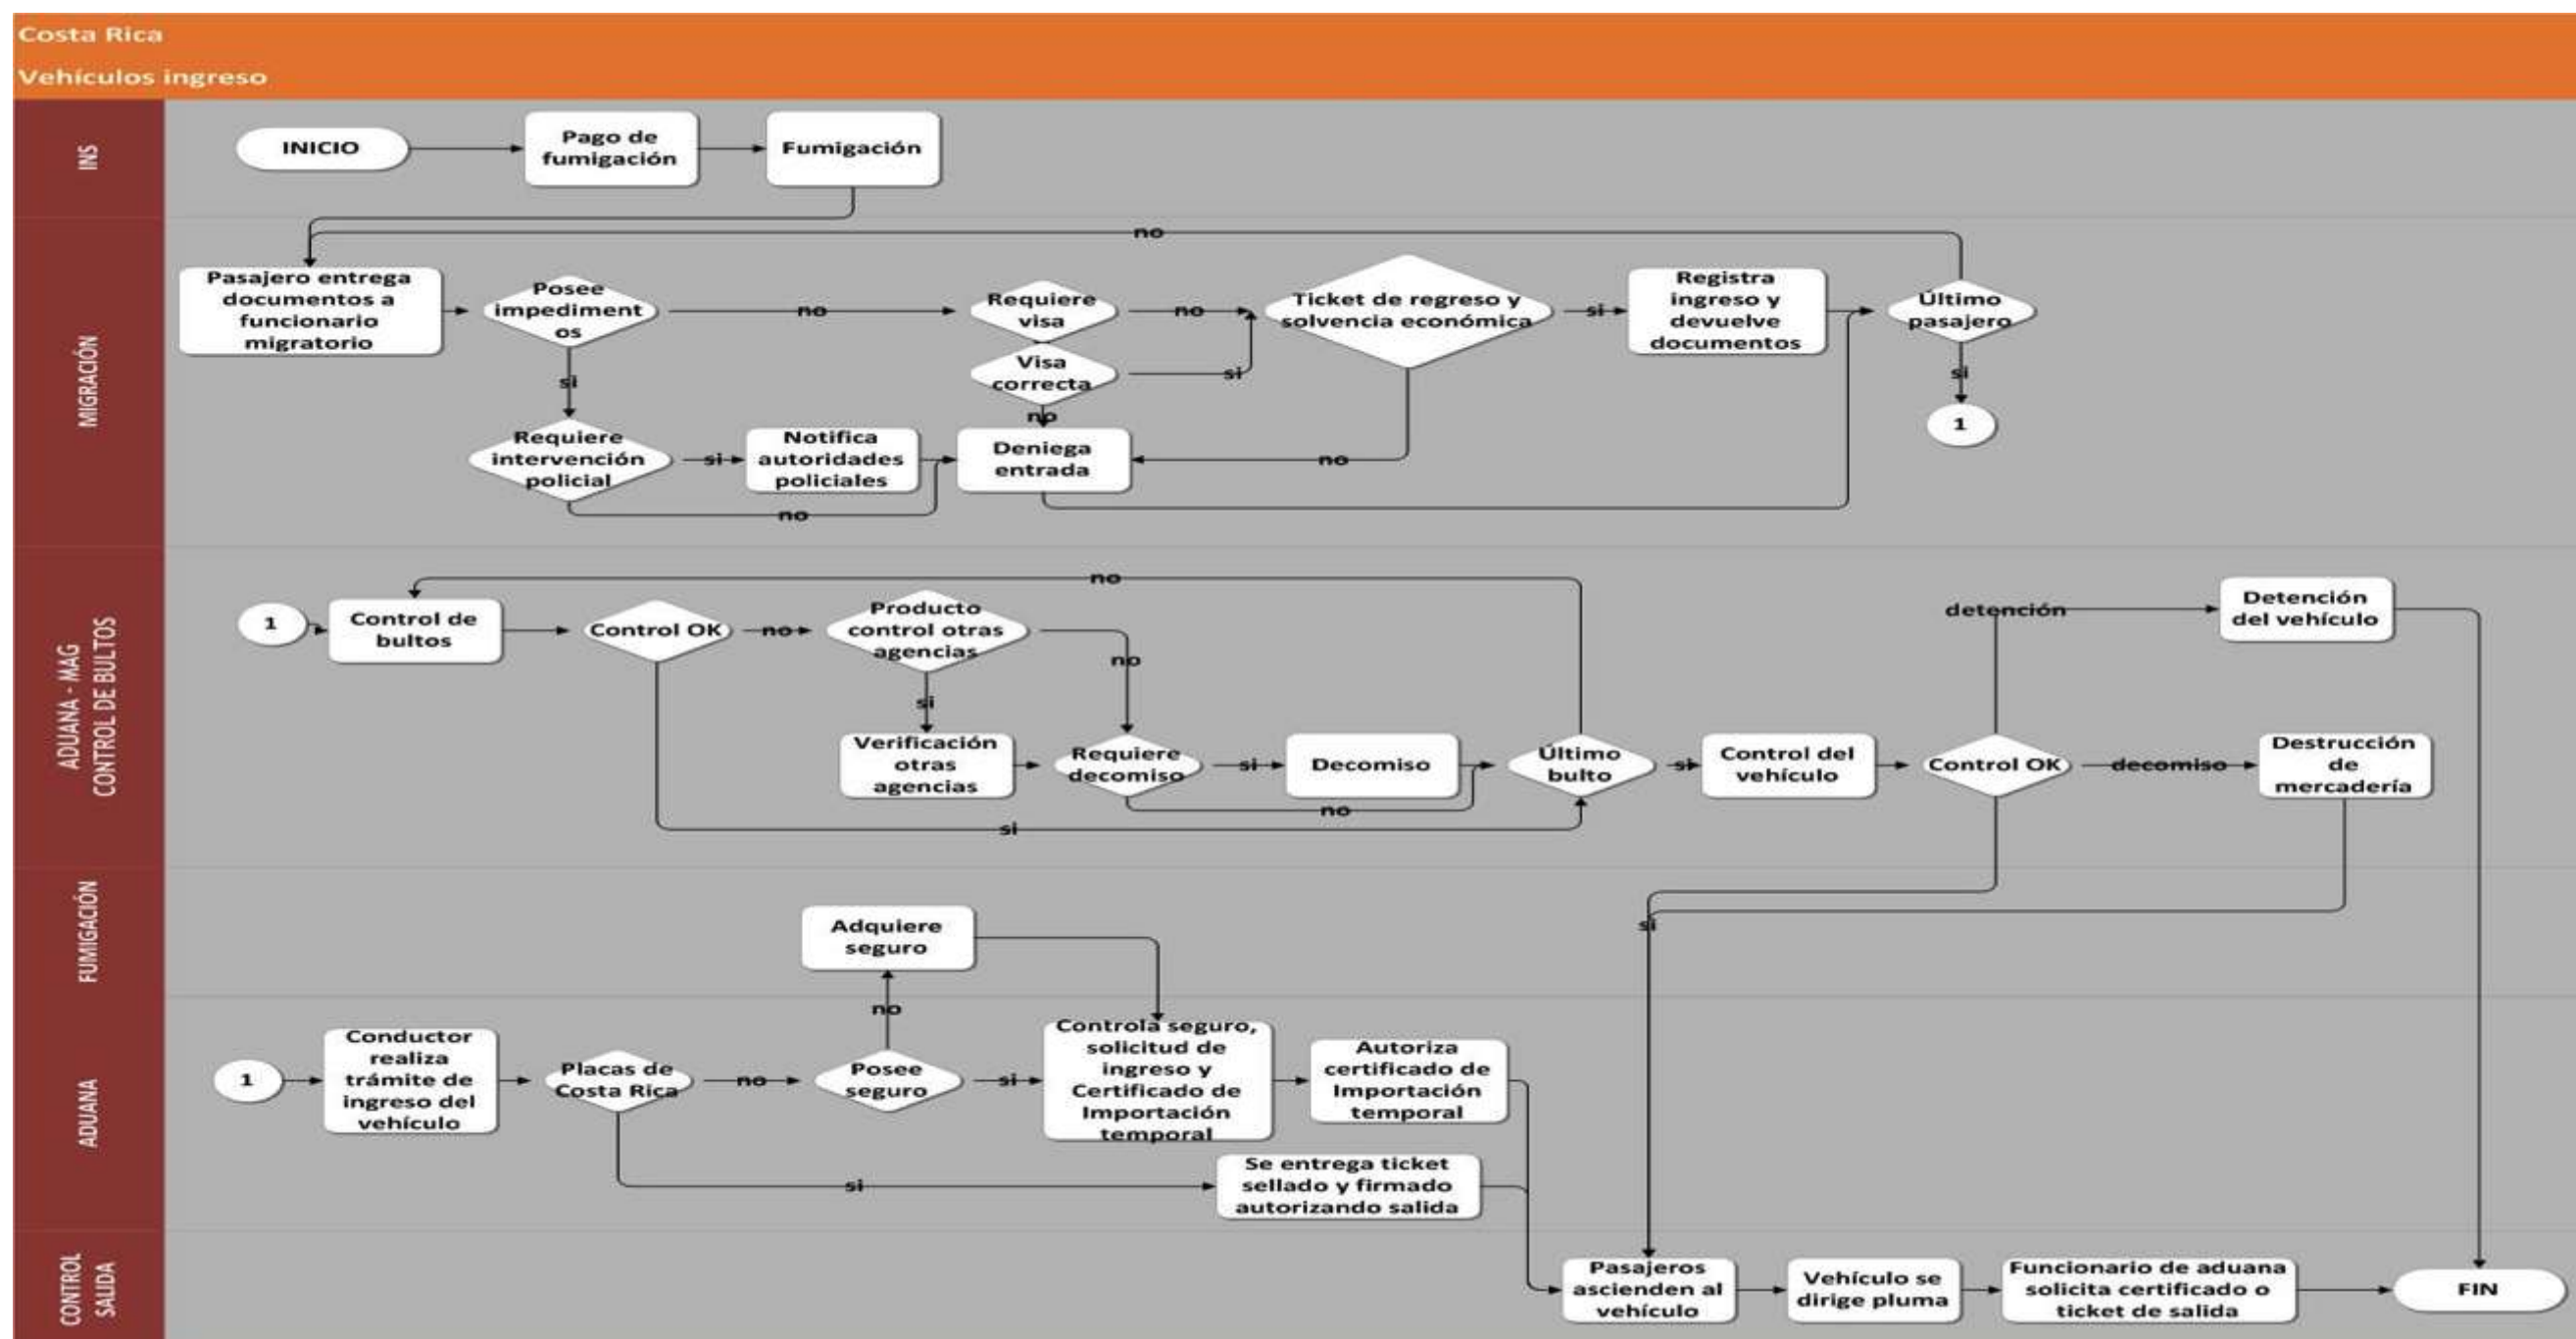 Costa Rica
Vehículos ingreso
INS
INICIO
Pago de
fumigación
Fumigación
MIGRACIÓN
no
Pasajero entrega
documentos a
funcionario
migratorio
Posee
impediment
os
no
Requiere
visa
no
Ticket de regreso y
solvencia económica
si
Registra
ingreso y
devuelve
documentos
Último
pasajero
si
Visa
correcta
si
no
si
1
Requiere
intervención
policial
si
Notifica
autoridades
policiales
Deniega
entrada
no
no
ADUANA - MAG
CONTROL DE BULTOS
no
1
Control de
bultos
Control OK
no
Producto
control otras
agencias
no
si
detención
Detención
del vehículo
Verificación
otras
agencias
Requiere
decomiso
si
Decomiso
Último
bulto
si
Control del
vehículo
Control OK
decomiso
Destrucción
de
mercadería
no
si
FUMIGACIÓN
Adquiere
seguro
si
ADUANA
no
1
Conductor
realiza
trámite de
ingreso del
vehículo
Placas de
Costa Rica
no
Posee
seguro
si
Controla seguro,
solicitud de
ingreso y
Certificado de
Importación
temporal
Autoriza
certificado de
Importación
temporal
si
Se entrega ticket
sellado y firmado
autorizando salida
CONTROL
SALIDA
Pasajeros
ascienden al
vehículo
Vehículo se
dirige pluma
Funcionario de aduana
solicita certificado o
ticket de salida
FIN